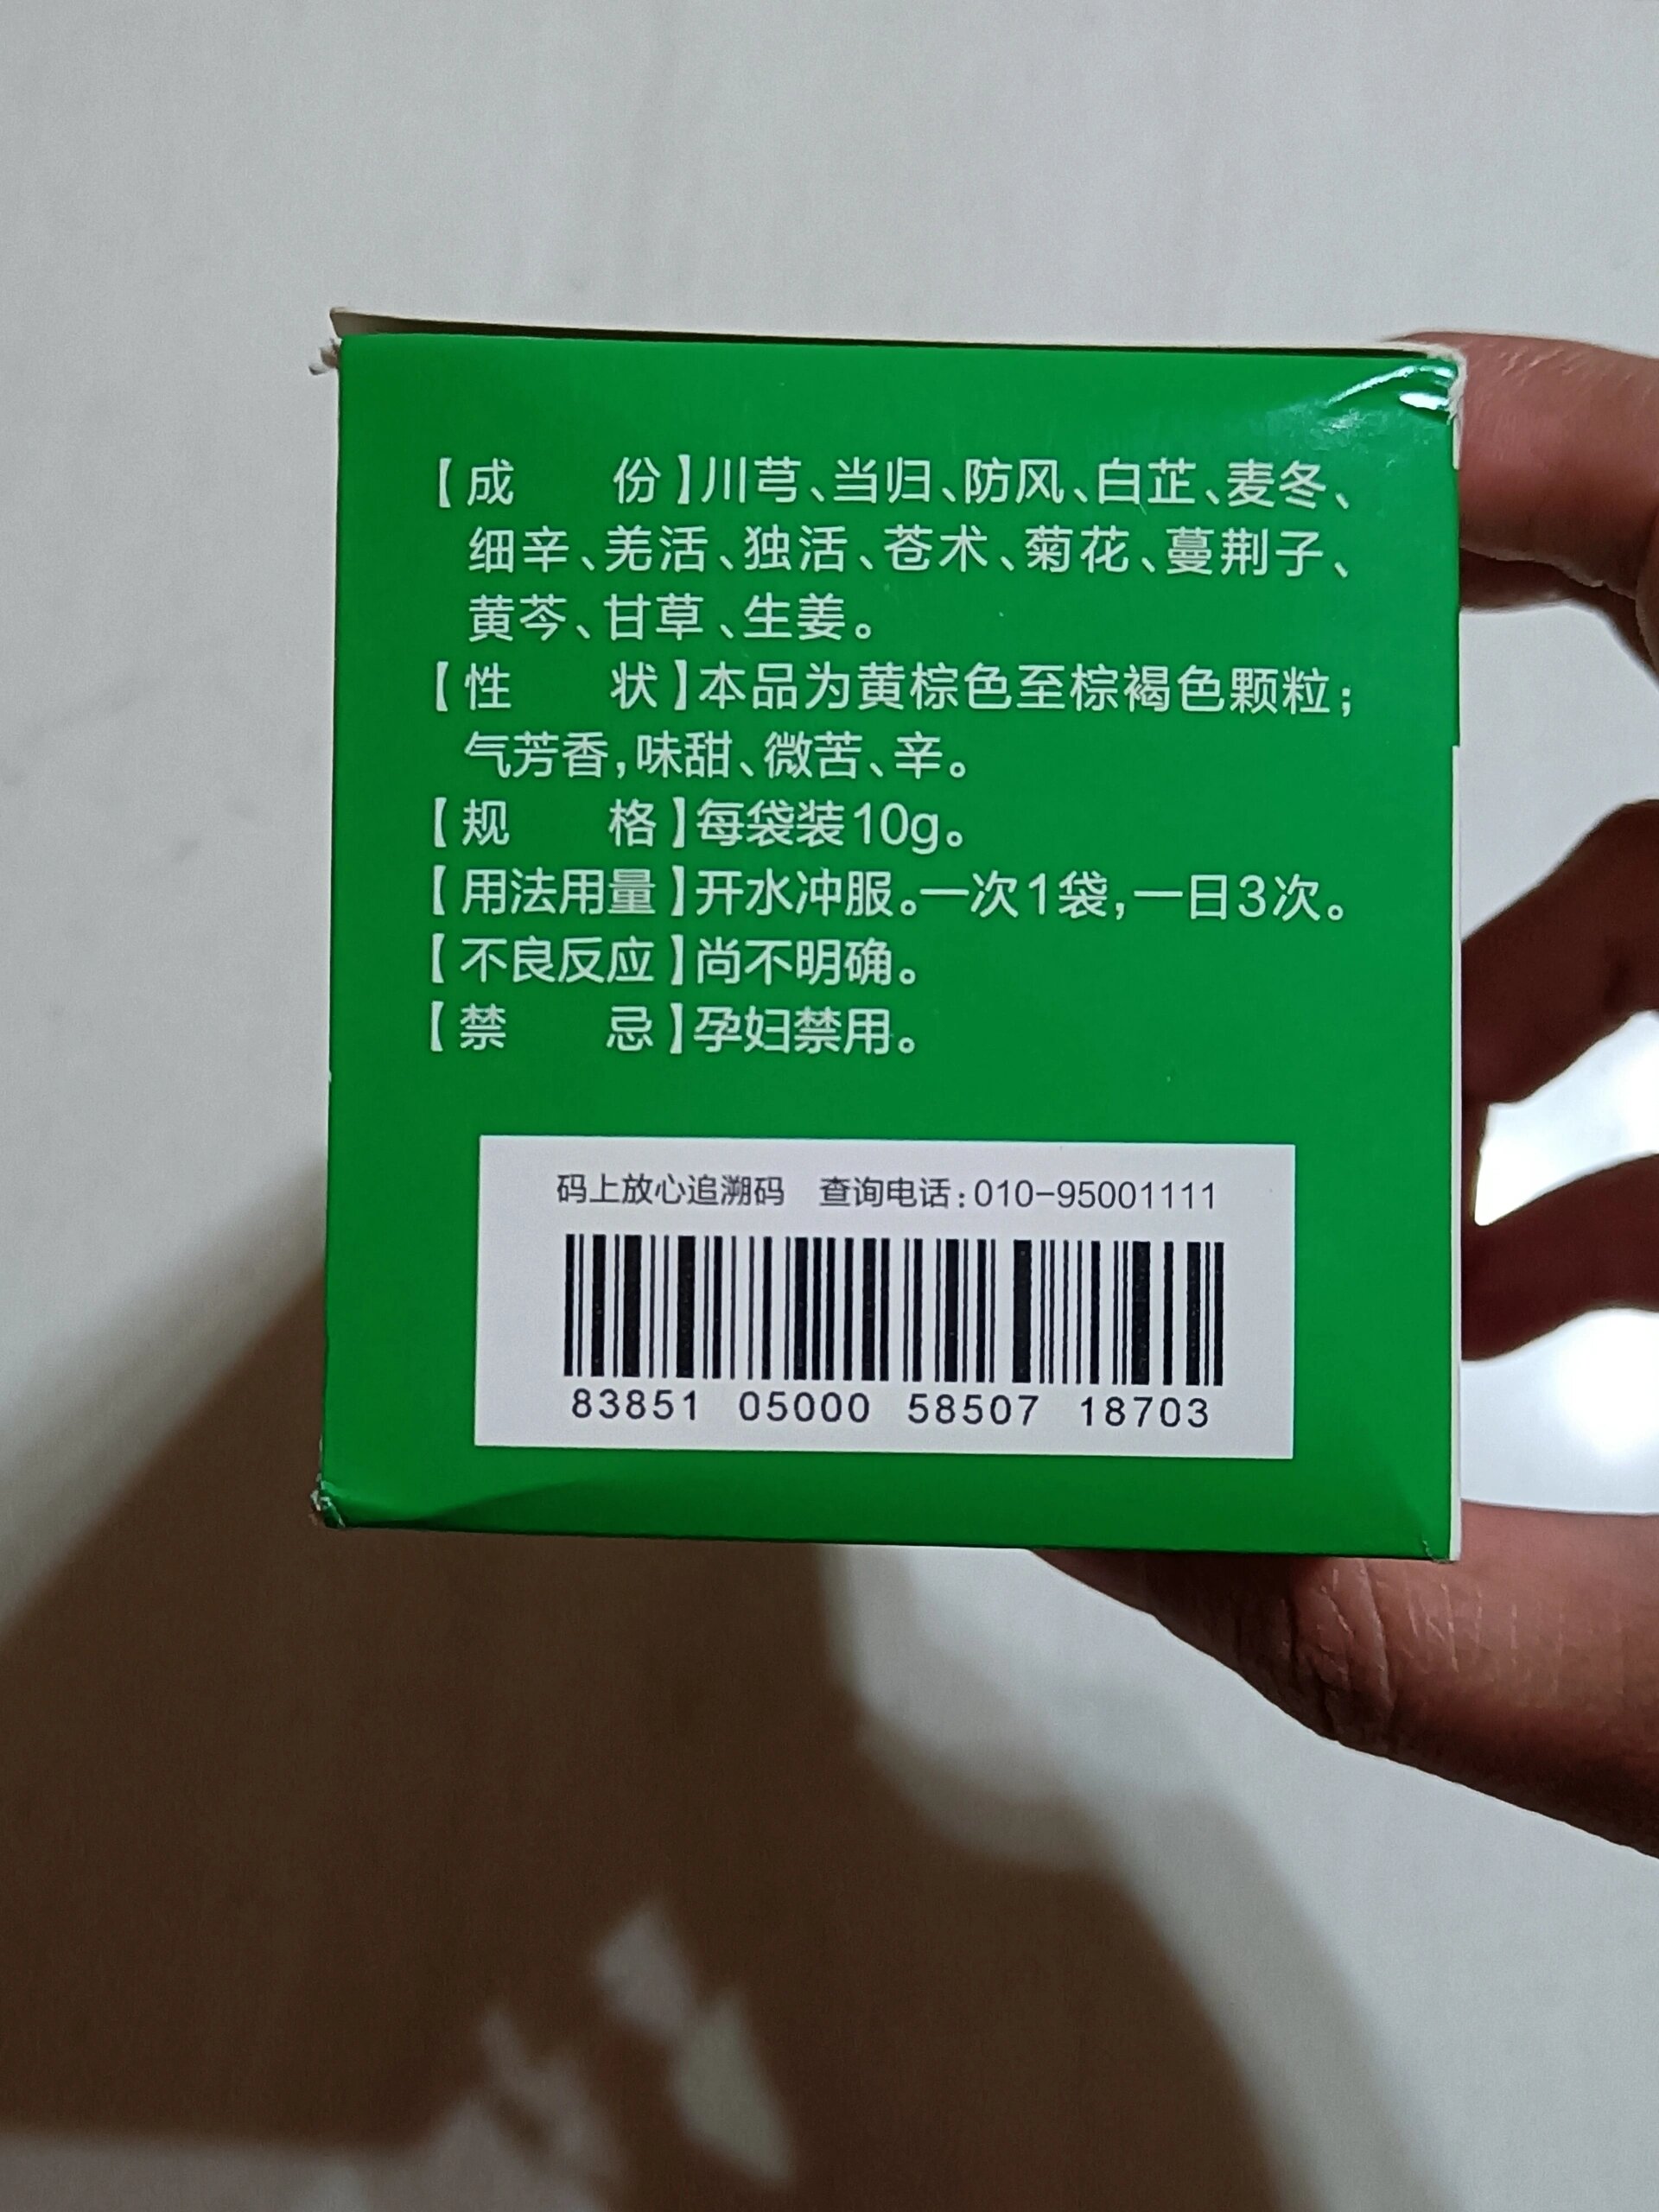 【成　　份】川芎、当归、防风、白芷、麦冬、
细辛、羌活、独活、苍术、菊花、蔓荆子、
黄芩、甘草、生姜。
【性　　状】本品为黄棕色至棕褐色颗粒；
气芳香，味甜、微苦、辛。
【规　　格】每袋装10g。
【用法用量】开水冲服。一次1袋，一日3次。
【不良反应】尚不明确。
【禁　　忌】孕妇禁用。
码上放心追溯码　查询电话：010-95001111
83851 05000 58507 18703